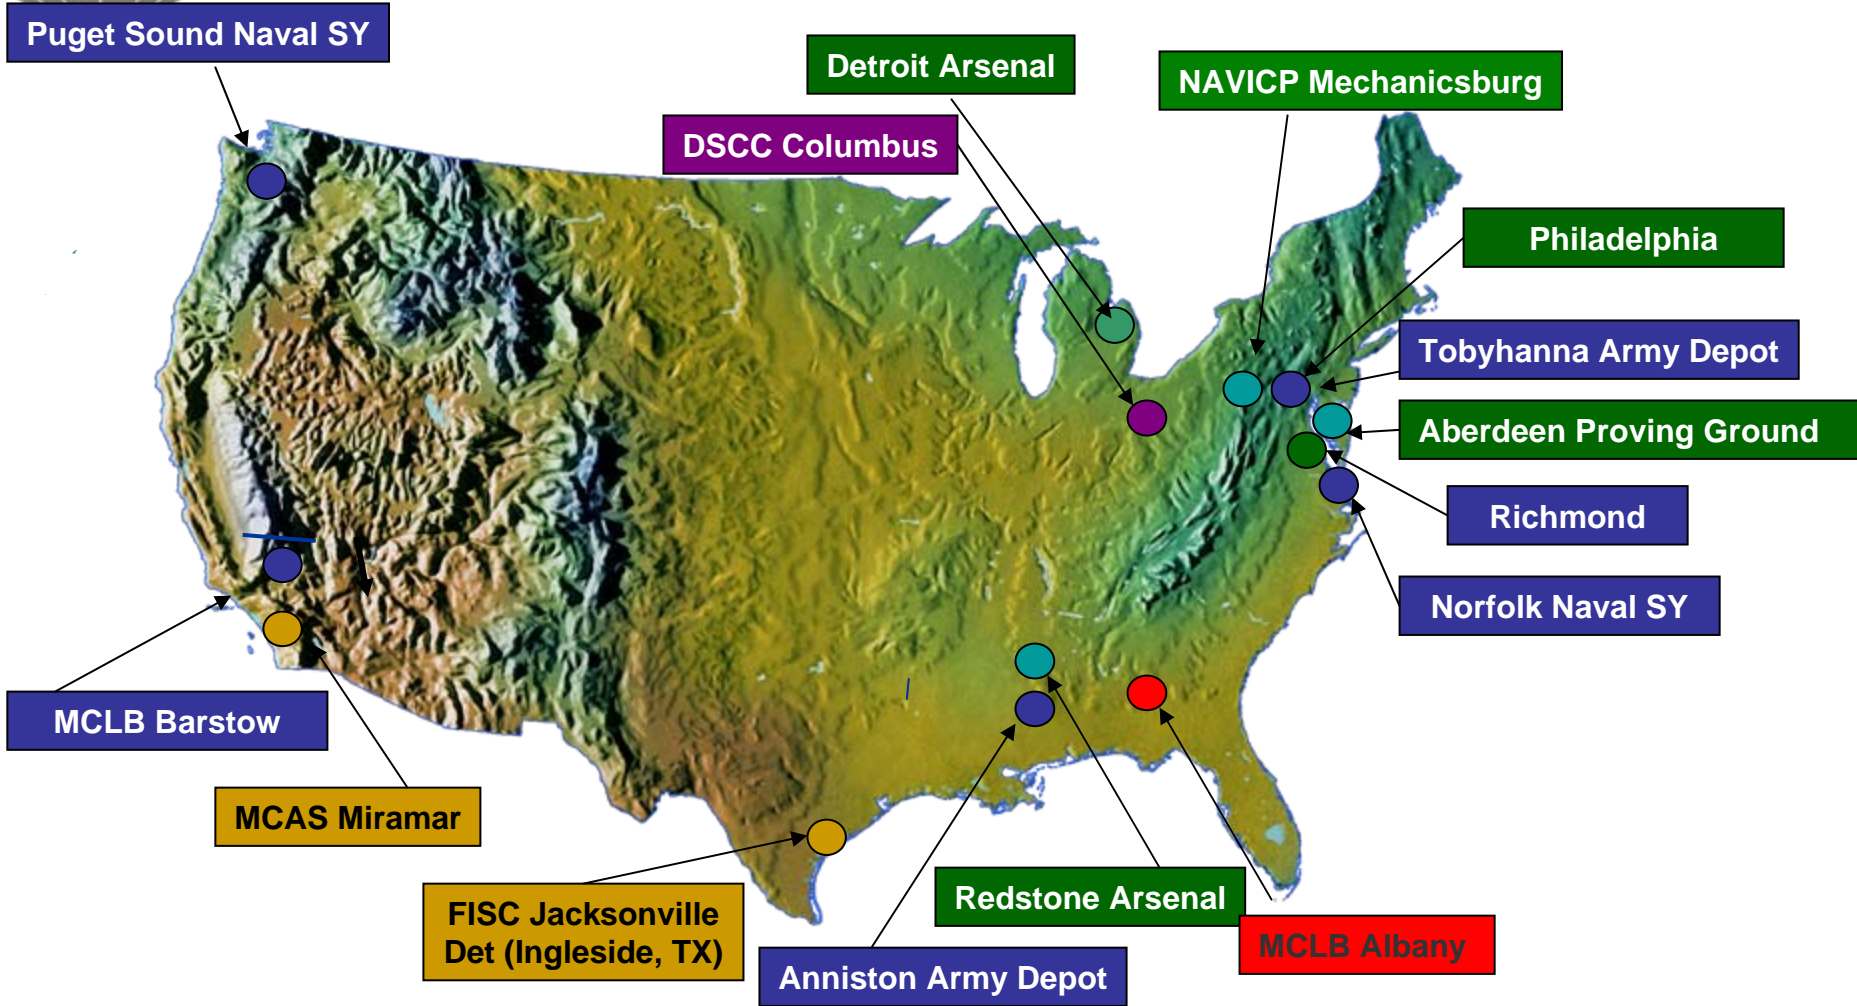 Puget Sound Naval SY
Detroit Arsenal
NAVICP Mechanicsburg
DSCC Columbus
Philadelphia
Tobyhanna Army Depot
Aberdeen Proving Ground
Richmond
Norfolk Naval SY
MCLB Barstow
MCAS Miramar
FISC Jacksonville
Det (Ingleside, TX)
Redstone Arsenal
MCLB Albany
Anniston Army Depot